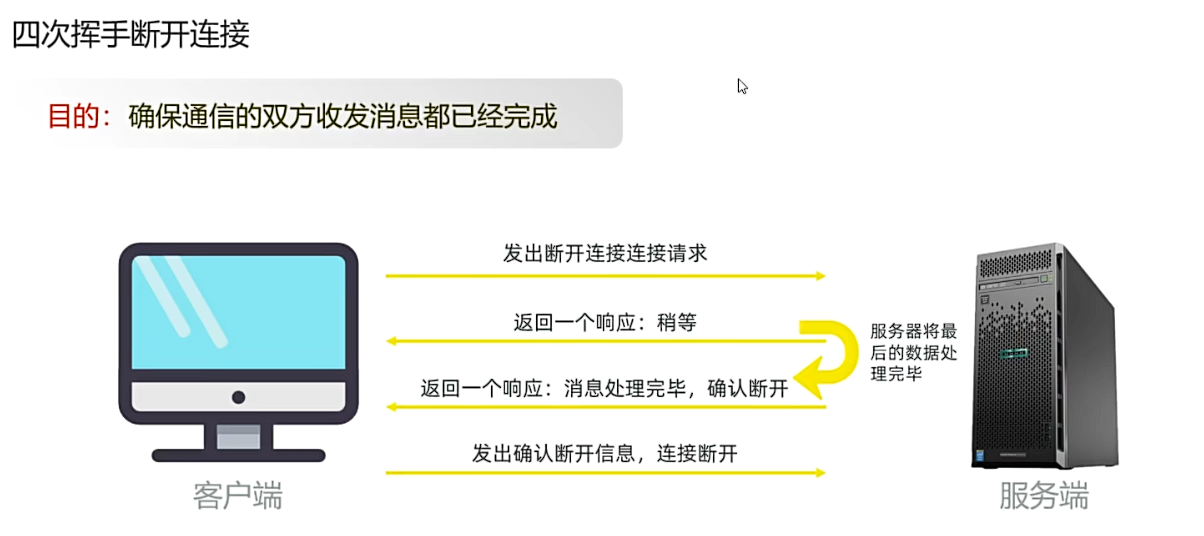 四次挥手断开连接
目的：确保通信的双方收发消息都已经完成
发出断开连接连接请求
返回一个响应：稍等
服务器将最
后的数据处
理完毕
返回一个响应：消息处理完毕，确认断开
发出确认断开信息，连接断开
客户端
服务端